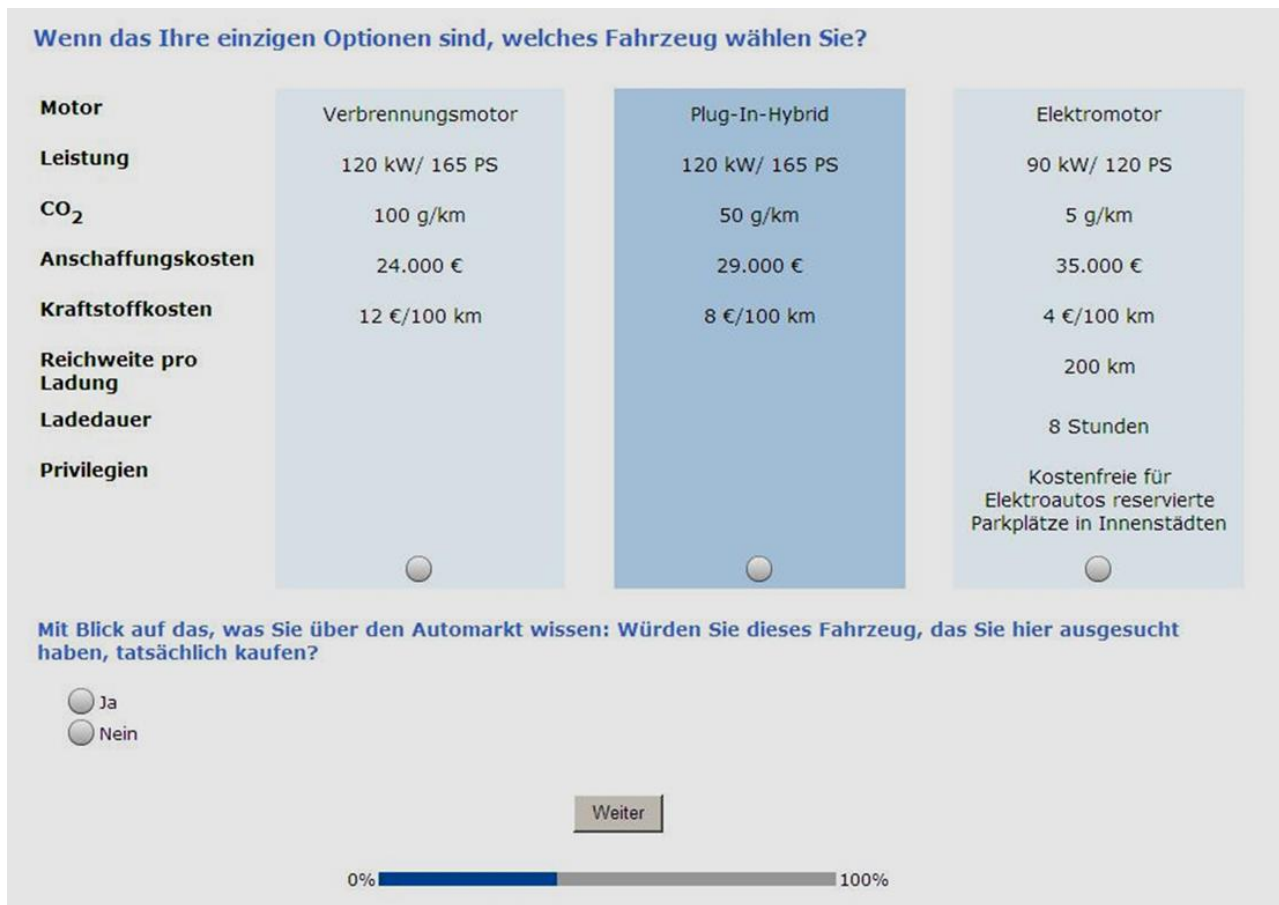 Wenn das Ihre einzigen Optionen sind, welches Fahrzeug wählen Sie?
Motor Verbrennungsmotor Plug-In-Hybrid Elektromotor
Leistung 120 kW/ 165 PS 120 kW/ 165 PS 90 kW/ 120 PS
CO₂ 100 g/km 50 g/km 5 g/km
Anschaffungskosten 24.000 € 29.000 € 35.000 €
Kraftstoffkosten 12 €/100 km 8 €/100 km 4 €/100 km
Reichweite pro
Ladung
200 km
Ladedauer 8 Stunden
Privilegien Kostenfreie für
Elektroautos reservierte
Parkplätze in Innenstädten
Mit Blick auf das, was Sie über den Automarkt wissen: Würden Sie dieses Fahrzeug, das Sie hier ausgesucht
haben, tatsächlich kaufen?
Ja
Nein
Weiter
0% 100%